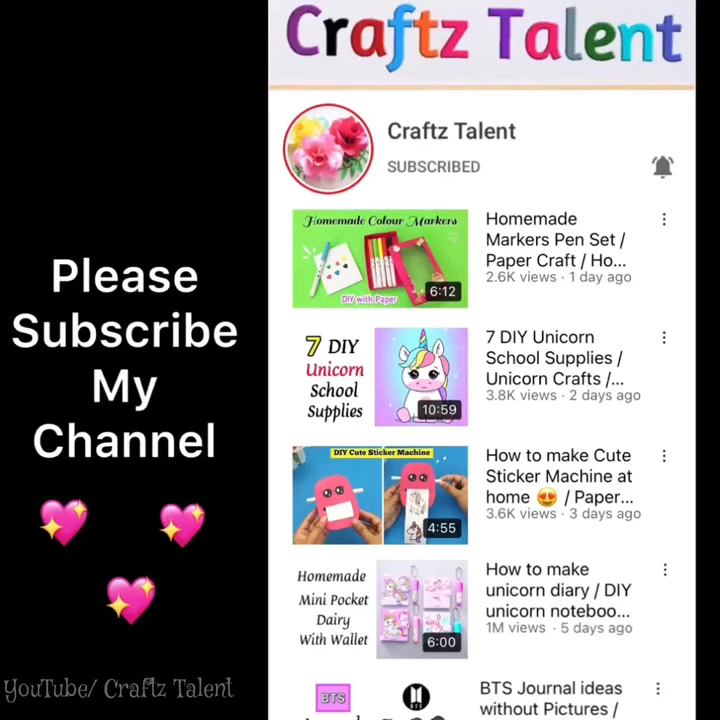 Craftz Talent
Craftz Talent
SUBSCRIBED
Please
Subscribe
My
Channel
Homemade Colour Markers
DIY with Paper
6:12
Homemade
Markers Pen Set /
Paper Craft / Ho...
2.6K views · 1 day ago
7 DIY
Unicorn
School
Supplies
10:59
7 DIY Unicorn
School Supplies /
Unicorn Crafts /...
3.8K views · 2 days ago
DIY Cute Sticker Machine
4:55
How to make Cute
Sticker Machine at
home 😍 / Paper...
3.6K views · 3 days ago
Homemade
Mini Pocket
Dairy
With Wallet
6:00
How to make
unicorn diary / DIY
unicorn noteboo...
1M views · 5 days ago
BTS
BTS Journal ideas
without Pictures /
YouTube/ Craftz Talent